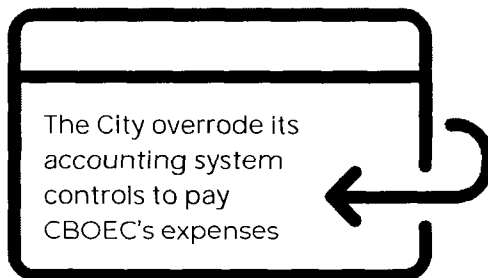 The City overrode its
accounting system
controls to pay
CBOEC's expenses